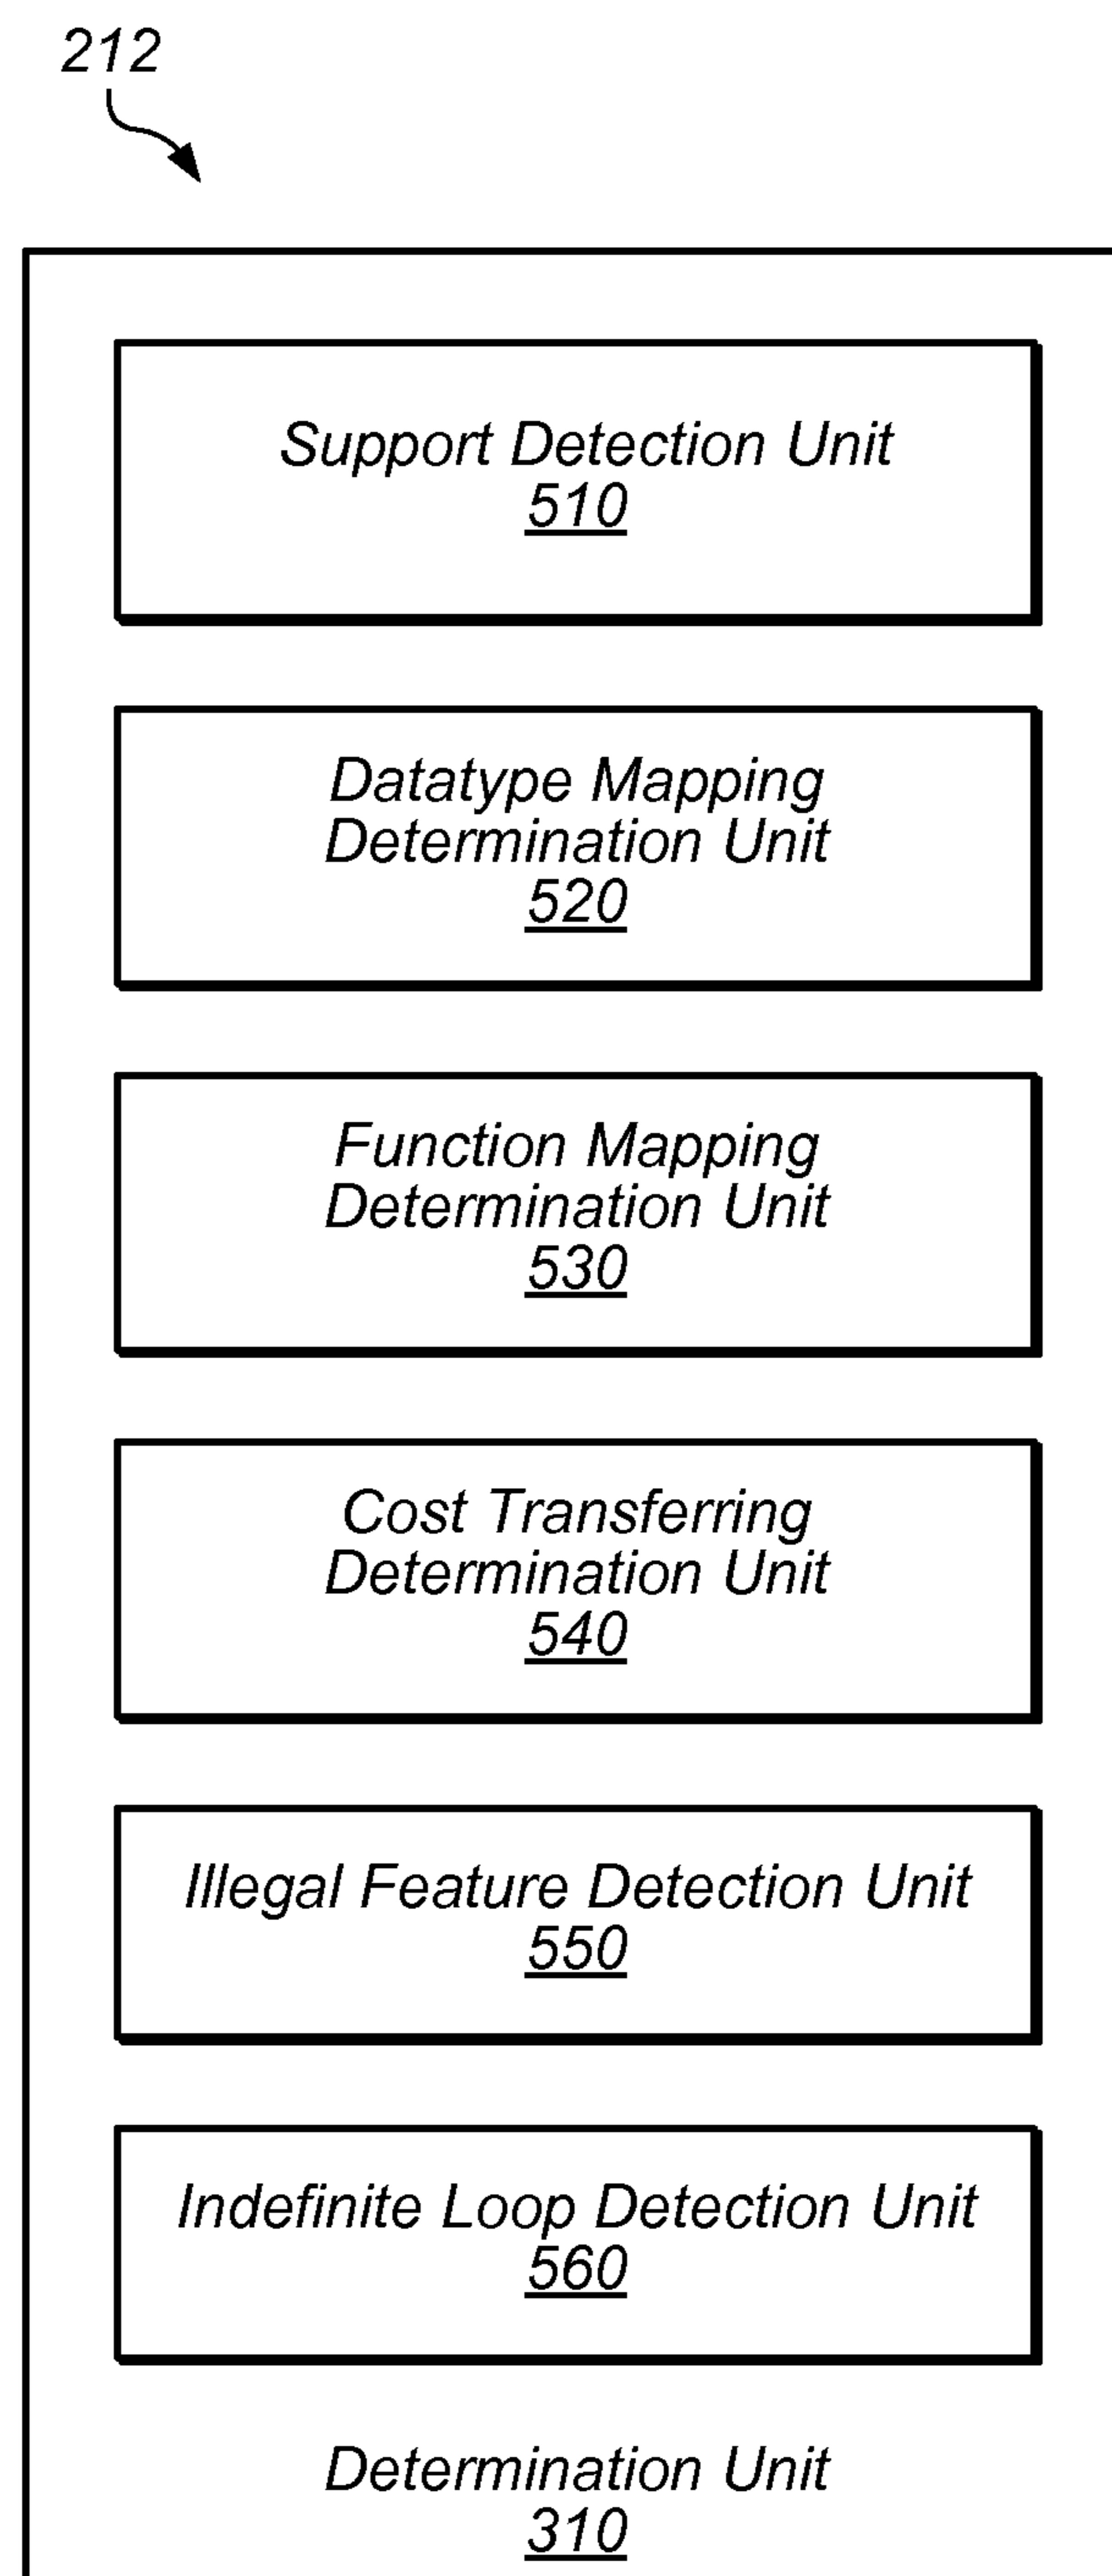 212
Support Detection Unit
510
Datatype Mapping
Determination Unit
520
Function Mapping
Determination Unit
530
Cost Transferring
Determination Unit
540
Illegal Feature Detection Unit
550
Indefinite Loop Detection Unit
560
Determination Unit
310